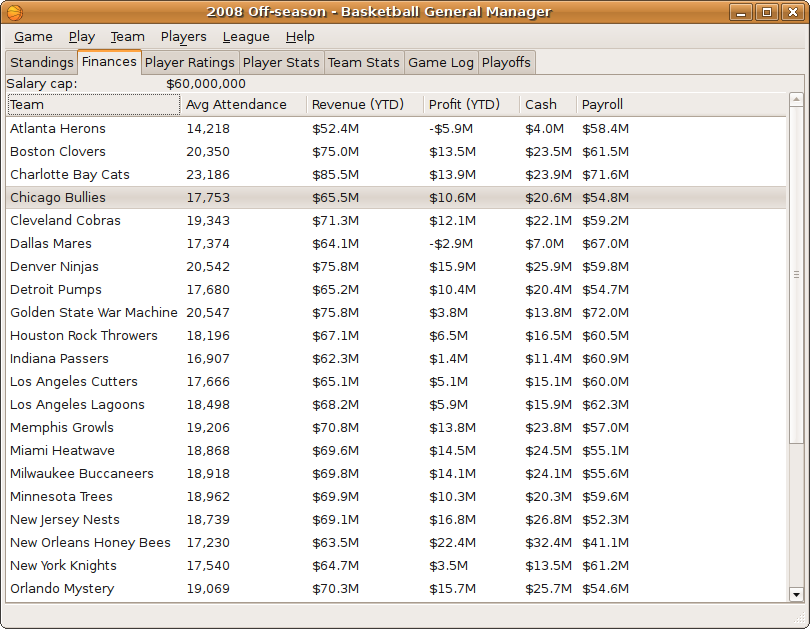 2008 Off-season - Basketball General Manager
Game Play Team Players League Help
Standings Finances Player Ratings Player Stats Team Stats Game Log Playoffs
Salary cap: $60,000,000
Team Avg Attendance Revenue (YTD) Profit (YTD) Cash Payroll
Atlanta Herons 14,218 $52.4M -$5.9M $4.0M $58.4M
Boston Clovers 20,350 $75.0M $13.5M $23.5M $61.5M
Charlotte Bay Cats 23,186 $85.5M $13.9M $23.9M $71.6M
Chicago Bullies 17,753 $65.5M $10.6M $20.6M $54.8M
Cleveland Cobras 19,343 $71.3M $12.1M $22.1M $59.2M
Dallas Mares 17,374 $64.1M -$2.9M $7.0M $67.0M
Denver Ninjas 20,542 $75.8M $15.9M $25.9M $59.8M
Detroit Pumps 17,680 $65.2M $10.4M $20.4M $54.7M
Golden State War Machine 20,547 $75.8M $3.8M $13.8M $72.0M
Houston Rock Throwers 18,196 $67.1M $6.5M $16.5M $60.5M
Indiana Passers 16,907 $62.3M $1.4M $11.4M $60.9M
Los Angeles Cutters 17,666 $65.1M $5.1M $15.1M $60.0M
Los Angeles Lagoons 18,498 $68.2M $5.9M $15.9M $62.3M
Memphis Growls 19,206 $70.8M $13.8M $23.8M $57.0M
Miami Heatwave 18,868 $69.6M $14.5M $24.5M $55.1M
Milwaukee Buccaneers 18,918 $69.8M $14.1M $24.1M $55.6M
Minnesota Trees 18,962 $69.9M $10.3M $20.3M $59.6M
New Jersey Nests 18,739 $69.1M $16.8M $26.8M $52.3M
New Orleans Honey Bees 17,230 $63.5M $22.4M $32.4M $41.1M
New York Knights 17,540 $64.7M $3.5M $13.5M $61.2M
Orlando Mystery 19,069 $70.3M $15.7M $25.7M $54.6M